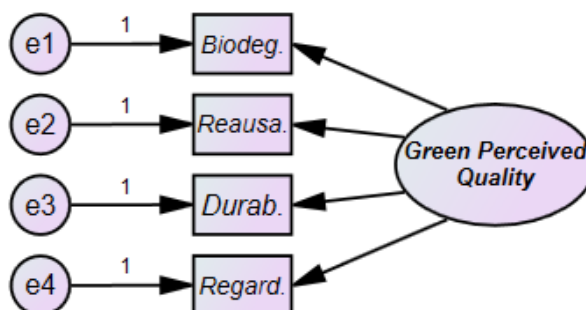 e1 1 Biodeg.
e2 1 Reausa.
Green Perceived
Quality
e3 1 Durab.
e4 1 Regard.